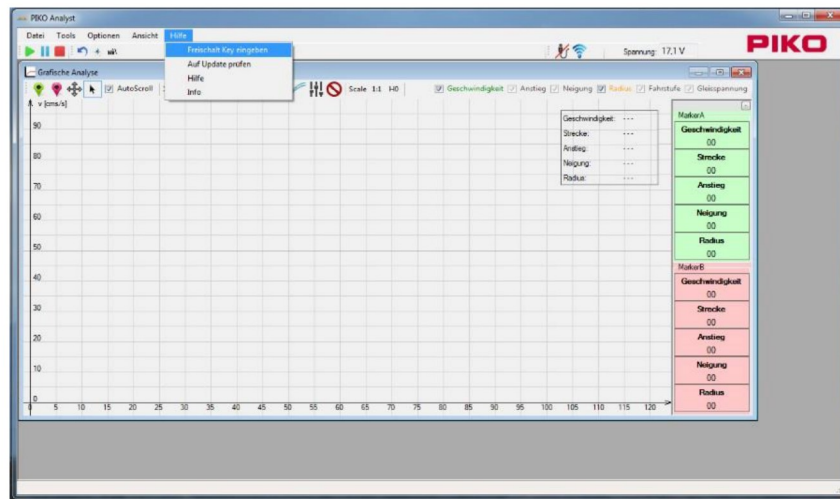 PIKO Analyst
Datei Tools Optionen Ansicht Hilfe
Freischalt Key eingeben
Auf Update prüfen
Hilfe
Info
Spannung: 17,1 V
PIKO
Grafische Analyse
AutoScroll
Scale 1:1 H0
Geschwindigkeit Anstieg Neigung Radius Fahrstufe Gleisspannung
v [cms/s]
90
80
70
60
50
40
30
20
10
0
0 5 10 15 20 25 30 35 40 45 50 55 60 65 70 75 80 85 90 95 100 105 110 115 120
Geschwindigkeit: ---
Strecke: ---
Anstieg: ---
Neigung: ---
Radius: ---
MarkerA
Geschwindigkeit
00
Strecke
00
Anstieg
00
Neigung
00
Radius
00
MarkerB
Geschwindigkeit
00
Strecke
00
Anstieg
00
Neigung
00
Radius
00